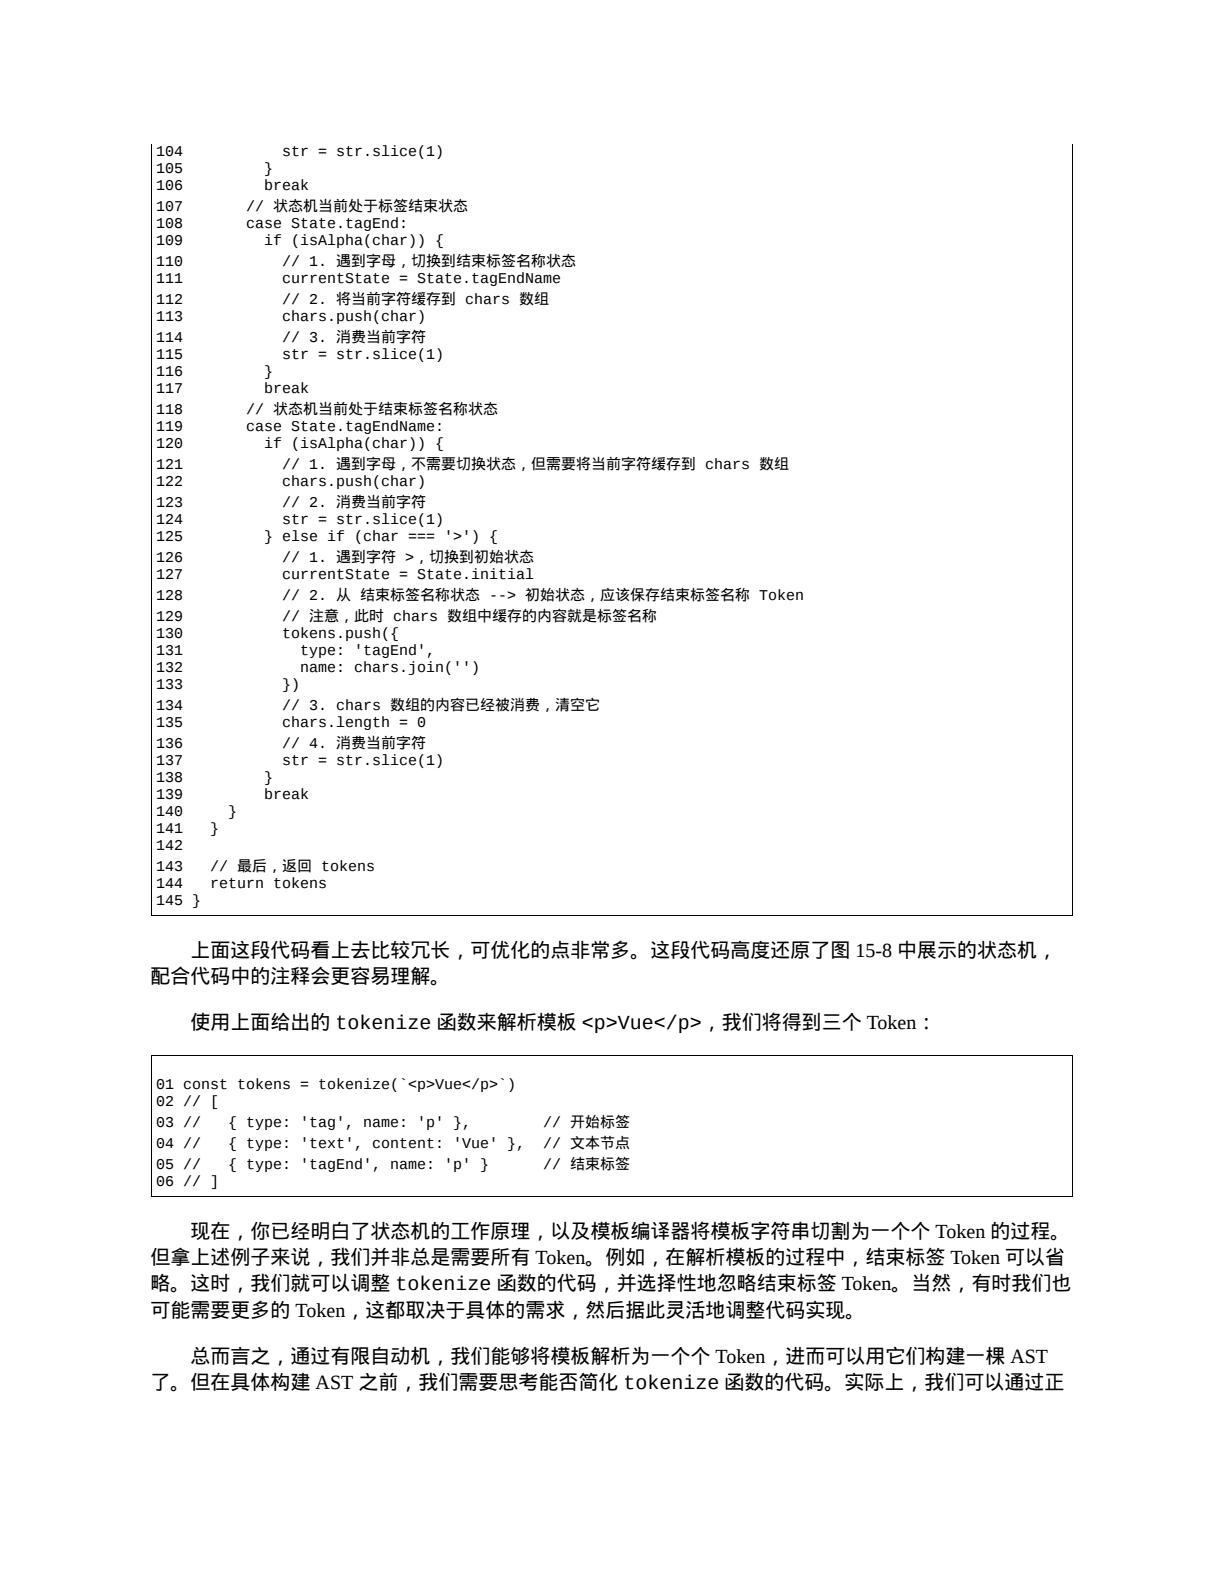 104           str = str.slice(1)
105         }
106         break
107       // 状态机当前处于标签结束状态
108       case State.tagEnd:
109         if (isAlpha(char)) {
110           // 1. 遇到字母，切换到结束标签名称状态
111           currentState = State.tagEndName
112           // 2. 将当前字符缓存到 chars 数组
113           chars.push(char)
114           // 3. 消费当前字符
115           str = str.slice(1)
116         }
117         break
118       // 状态机当前处于结束标签名称状态
119       case State.tagEndName:
120         if (isAlpha(char)) {
121           // 1. 遇到字母，不需要切换状态，但需要将当前字符缓存到 chars 数组
122           chars.push(char)
123           // 2. 消费当前字符
124           str = str.slice(1)
125         } else if (char === '>') {
126           // 1. 遇到字符 >，切换到初始状态
127           currentState = State.initial
128           // 2. 从 结束标签名称状态 --> 初始状态，应该保存结束标签名称 Token
129           // 注意，此时 chars 数组中缓存的内容就是标签名称
130           tokens.push({
131             type: 'tagEnd',
132             name: chars.join('')
133           })
134           // 3. chars 数组的内容已经被消费，清空它
135           chars.length = 0
136           // 4. 消费当前字符
137           str = str.slice(1)
138         }
139         break
140     }
141   }
142
143   // 最后，返回 tokens
144   return tokens
145 }
上面这段代码看上去比较冗长，可优化的点非常多。这段代码高度还原了图 15-8 中展示的状态机，
配合代码中的注释会更容易理解。
使用上面给出的 tokenize 函数来解析模板 <p>Vue</p>，我们将得到三个 Token：
01 const tokens = tokenize(`<p>Vue</p>`)
02 // [
03 //   { type: 'tag', name: 'p' },        // 开始标签
04 //   { type: 'text', content: 'Vue' },  // 文本节点
05 //   { type: 'tagEnd', name: 'p' }      // 结束标签
06 // ]
现在，你已经明白了状态机的工作原理，以及模板编译器将模板字符串切割为一个个 Token 的过程。
但拿上述例子来说，我们并非总是需要所有 Token。例如，在解析模板的过程中，结束标签 Token 可以省
略。这时，我们就可以调整 tokenize 函数的代码，并选择性地忽略结束标签 Token。当然，有时我们也
可能需要更多的 Token，这都取决于具体的需求，然后据此灵活地调整代码实现。
总而言之，通过有限自动机，我们能够将模板解析为一个个 Token，进而可以用它们构建一棵 AST
了。但在具体构建 AST 之前，我们需要思考能否简化 tokenize 函数的代码。实际上，我们可以通过正